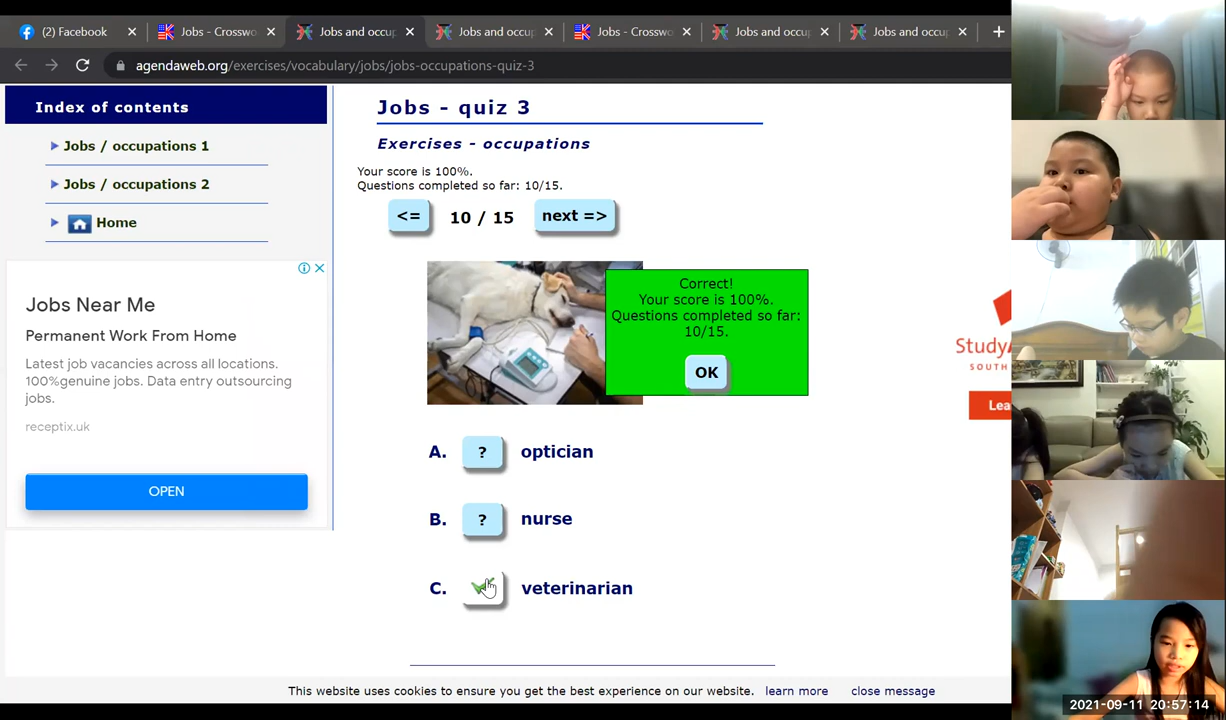 (2) Facebook
Jobs - Crosswo
Jobs and occup
Jobs and occup
Jobs - Crosswo
Jobs and occup
Jobs and occup
agendaweb.org/exercises/vocabulary/jobs/jobs-occupations-quiz-3
Index of contents
Jobs / occupations 1
Jobs / occupations 2
Home
Jobs Near Me
Permanent Work From Home
Latest job vacancies across all locations.
100%genuine jobs. Data entry outsourcing
jobs.
receptix.uk
OPEN
Jobs - quiz 3
Exercises - occupations
Your score is 100%.
Questions completed so far: 10/15.
<= 10 / 15 next =>
Correct!
Your score is 100%.
Questions completed so far:
10/15.
OK
A. ? optician
B. ? nurse
C. veterinarian
StudyA
SOUTH
Lea
This website uses cookies to ensure you get the best experience on our website. learn more close message
2021-09-11 20:57:14